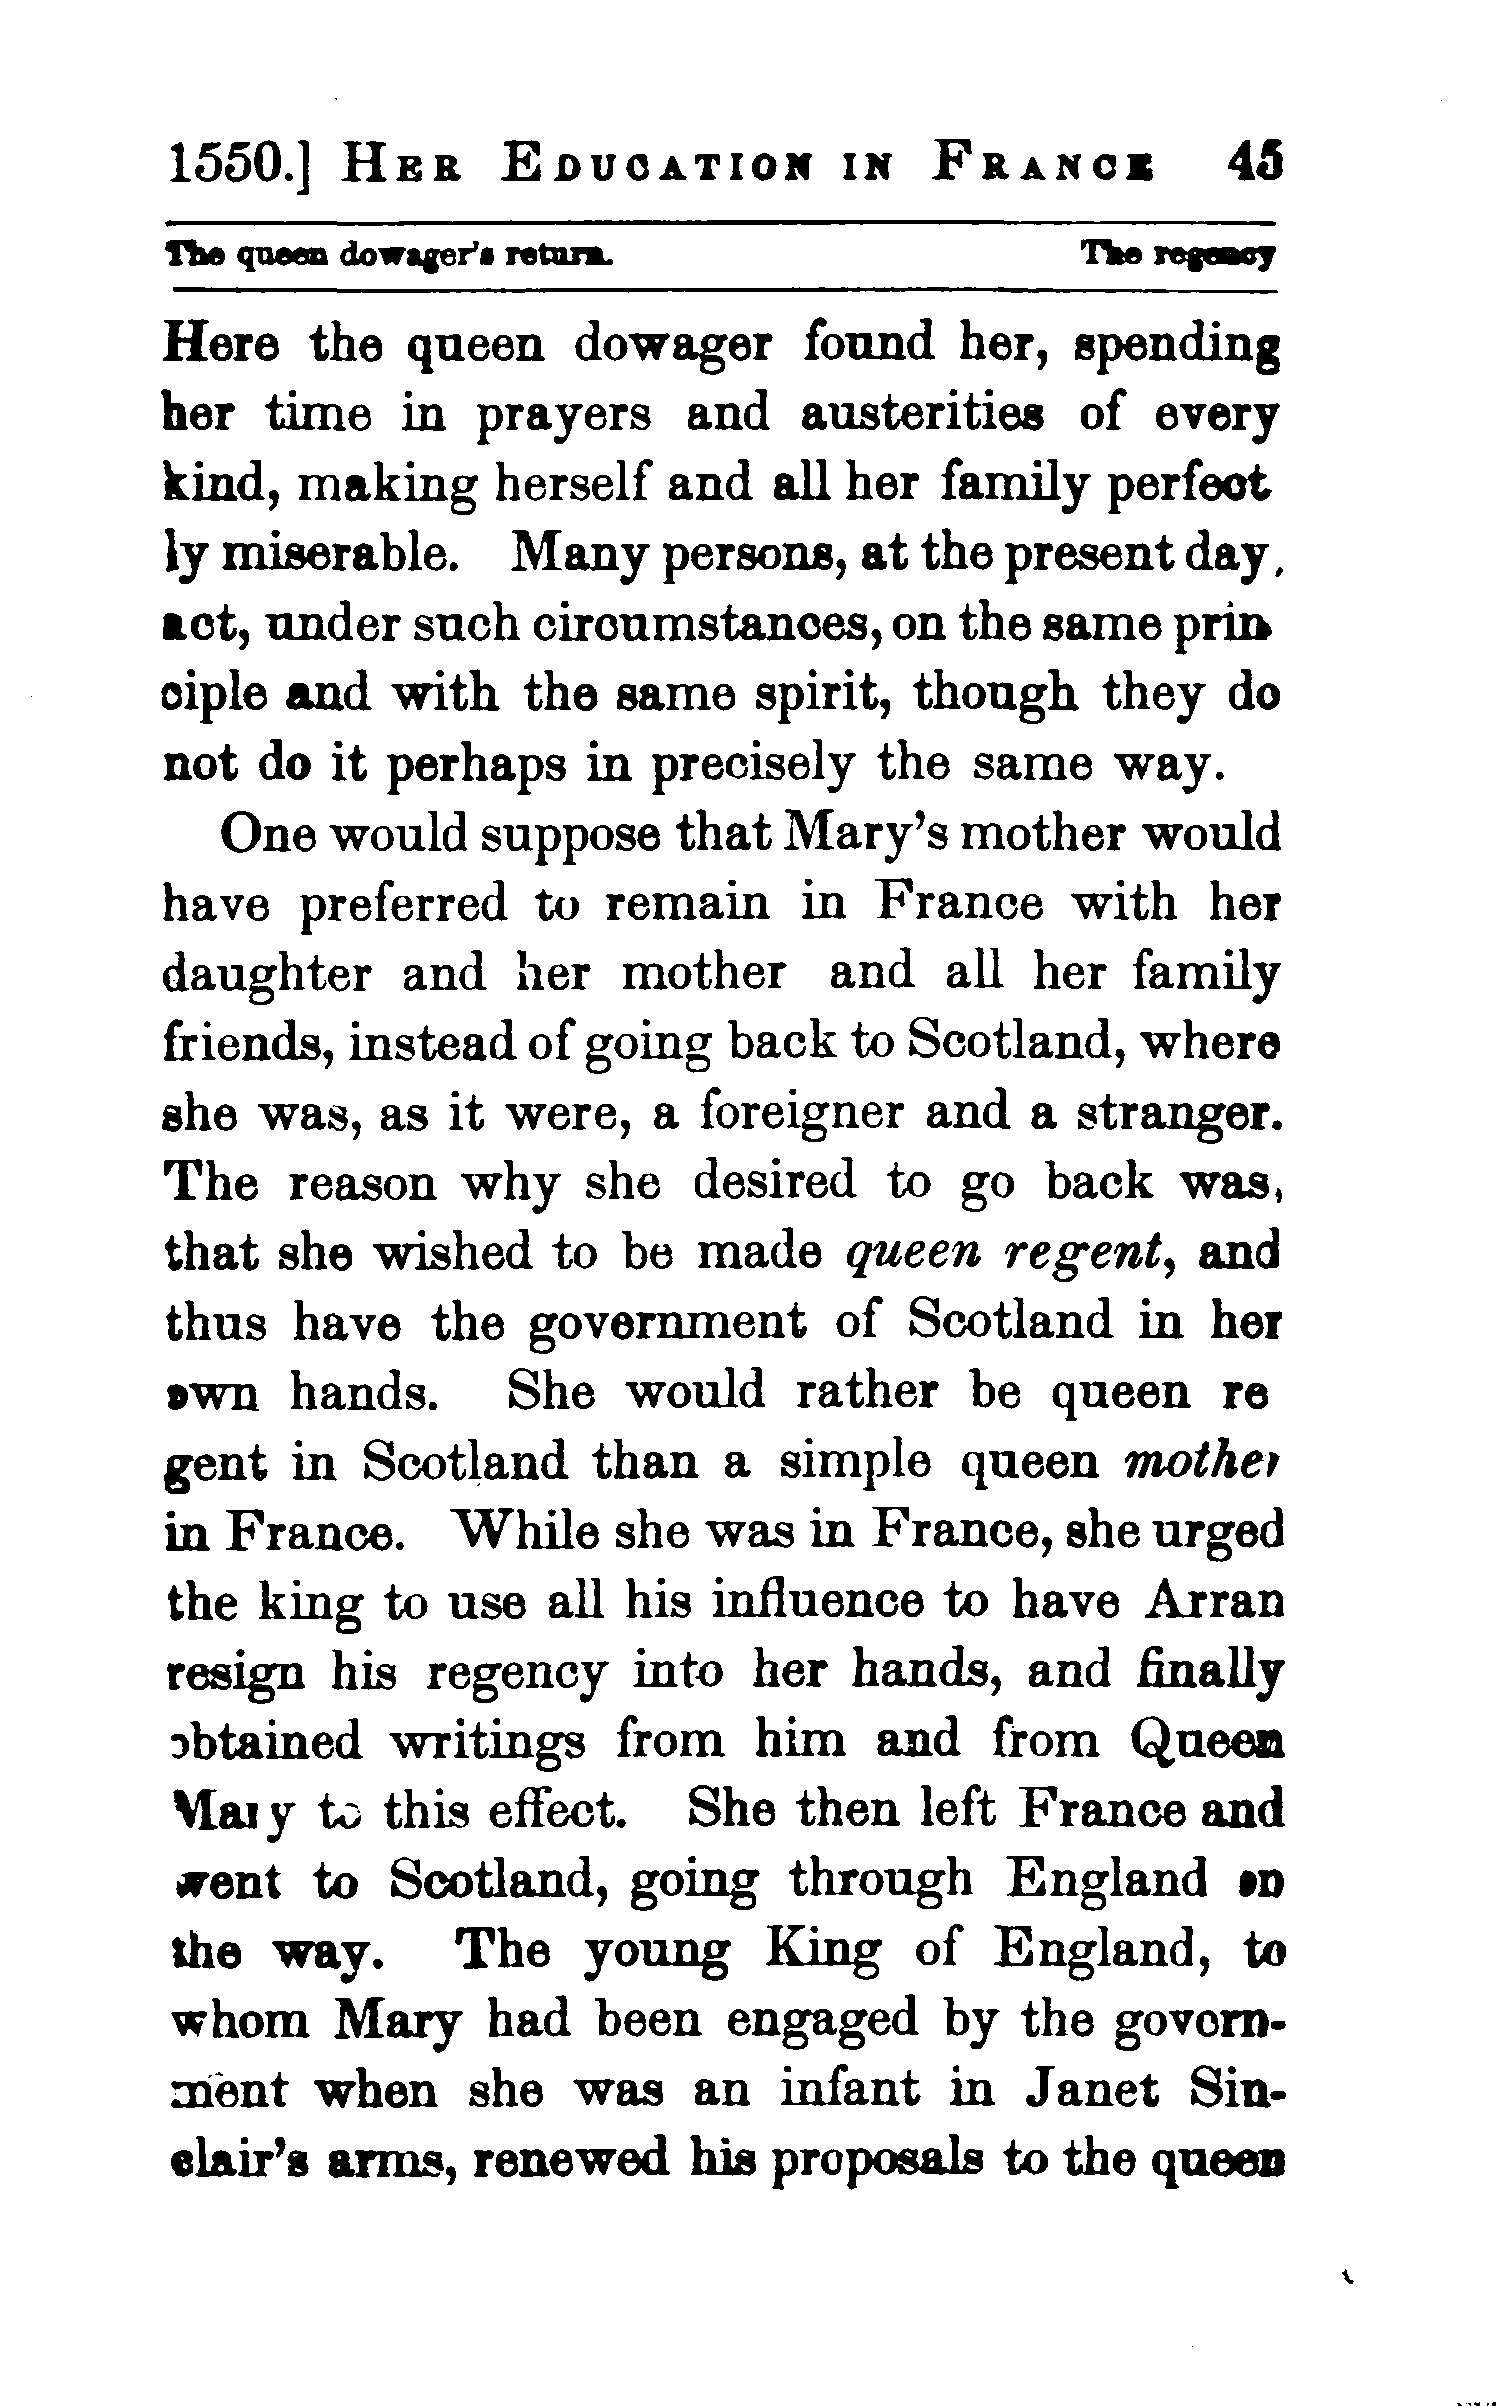 1550.] HER EDUCATION IN FRANCE 45
The queen dowager's return. The regency
Here the queen dowager found her, spending
her time in prayers and austerities of every
kind, making herself and all her family perfect
ly miserable. Many persons, at the present day,
act, under such circumstances, on the same prin
ciple and with the same spirit, though they do
not do it perhaps in precisely the same way.
One would suppose that Mary's mother would
have preferred to remain in France with her
daughter and her mother and all her family
friends, instead of going back to Scotland, where
she was, as it were, a foreigner and a stranger.
The reason why she desired to go back was,
that she wished to be made queen regent, and
thus have the government of Scotland in her
own hands. She would rather be queen re
gent in Scotland than a simple queen mother
in France. While she was in France, she urged
the king to use all his influence to have Arran
resign his regency into her hands, and finally
obtained writings from him and from Queen
Mary to this effect. She then left France and
went to Scotland, going through England on
the way. The young King of England, to
whom Mary had been engaged by the govern-
ment when she was an infant in Janet Sin-
clair's arms, renewed his proposals to the queen